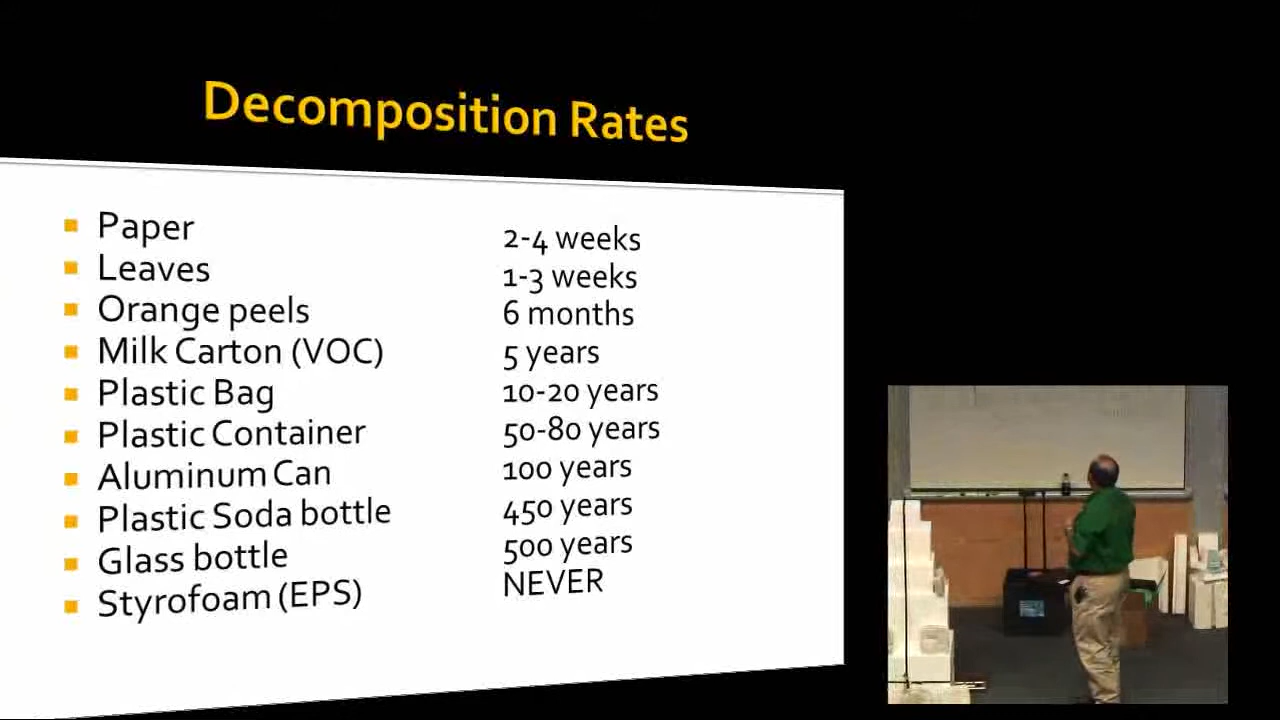 Decomposition Rates
Paper 2-4 weeks
Leaves 1-3 weeks
Orange peels 6 months
Milk Carton (VOC) 5 years
Plastic Bag 10-20 years
Plastic Container 50-80 years
Aluminum Can 100 years
Plastic Soda bottle 450 years
Glass bottle 500 years
Styrofoam (EPS) NEVER